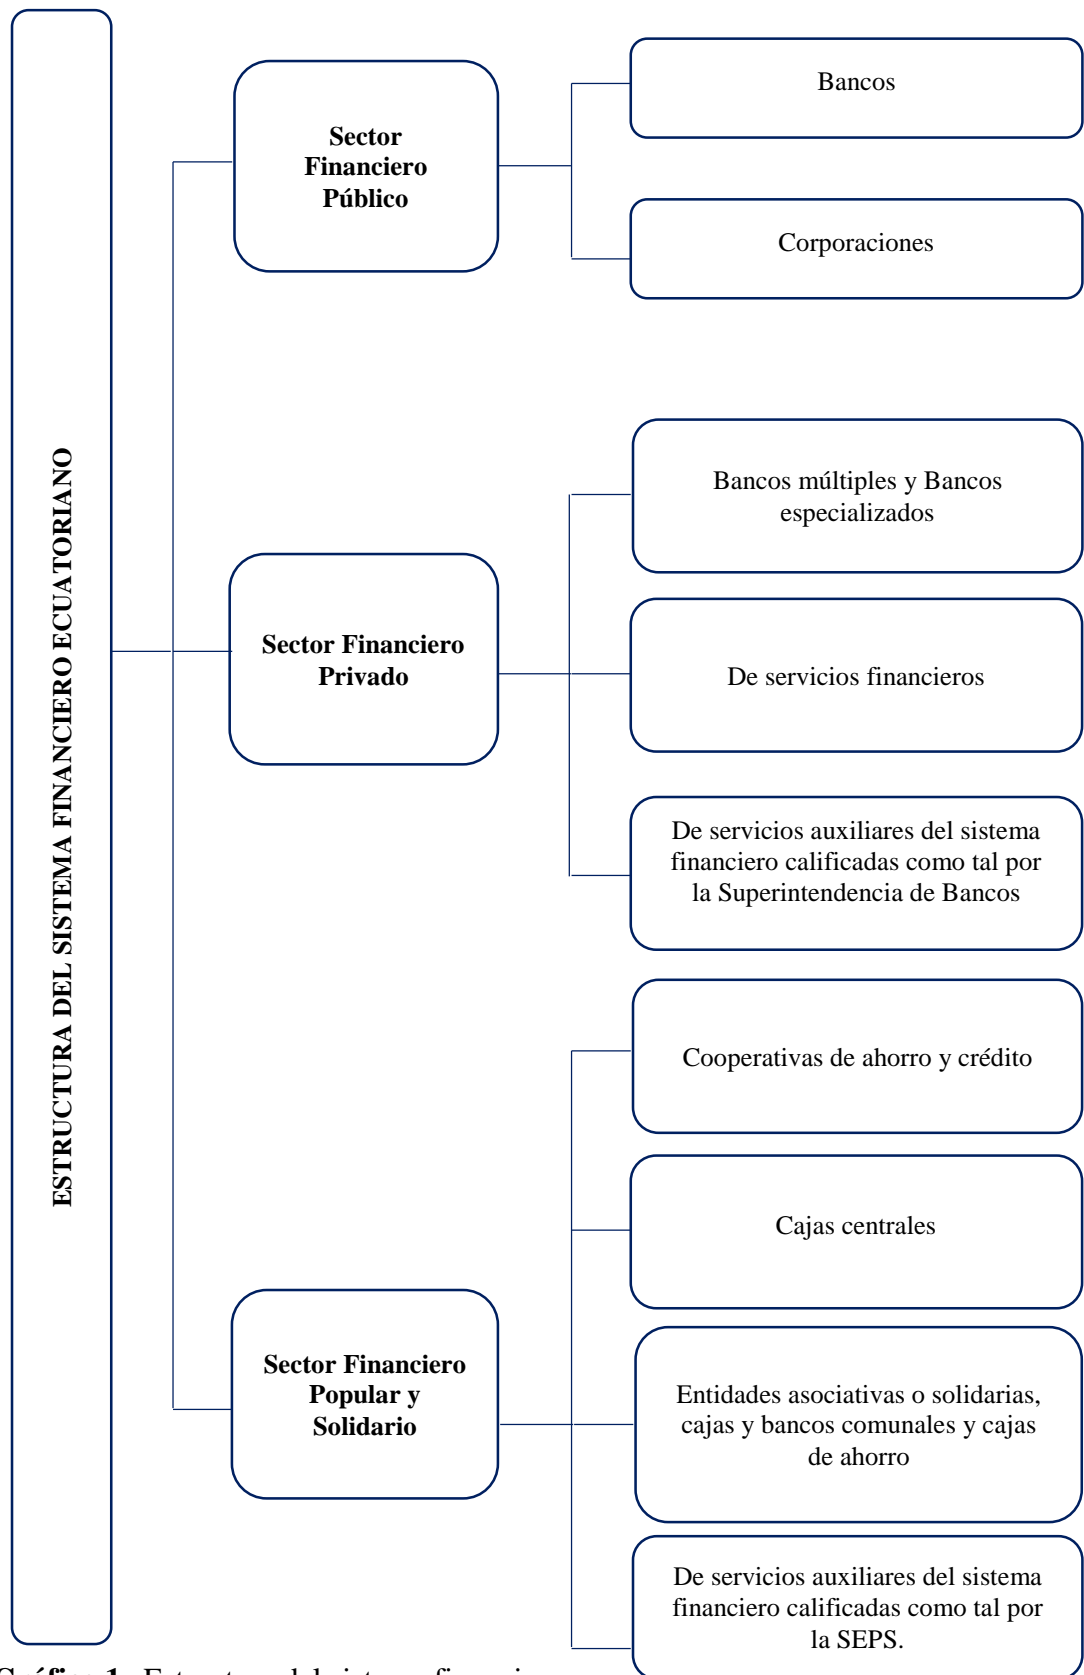 ESTRUCTURA DEL SISTEMA FINANCIERO ECUATORIANO
Sector
Financiero
Público
Bancos
Corporaciones
Sector Financiero
Privado
Bancos múltiples y Bancos
especializados
De servicios financieros
De servicios auxiliares del sistema
financiero calificadas como tal por
la Superintendencia de Bancos
Sector Financiero
Popular y
Solidario
Cooperativas de ahorro y crédito
Cajas centrales
Entidades asociativas o solidarias,
cajas y bancos comunales y cajas
de ahorro
De servicios auxiliares del sistema
financiero calificadas como tal por
la SEPS.